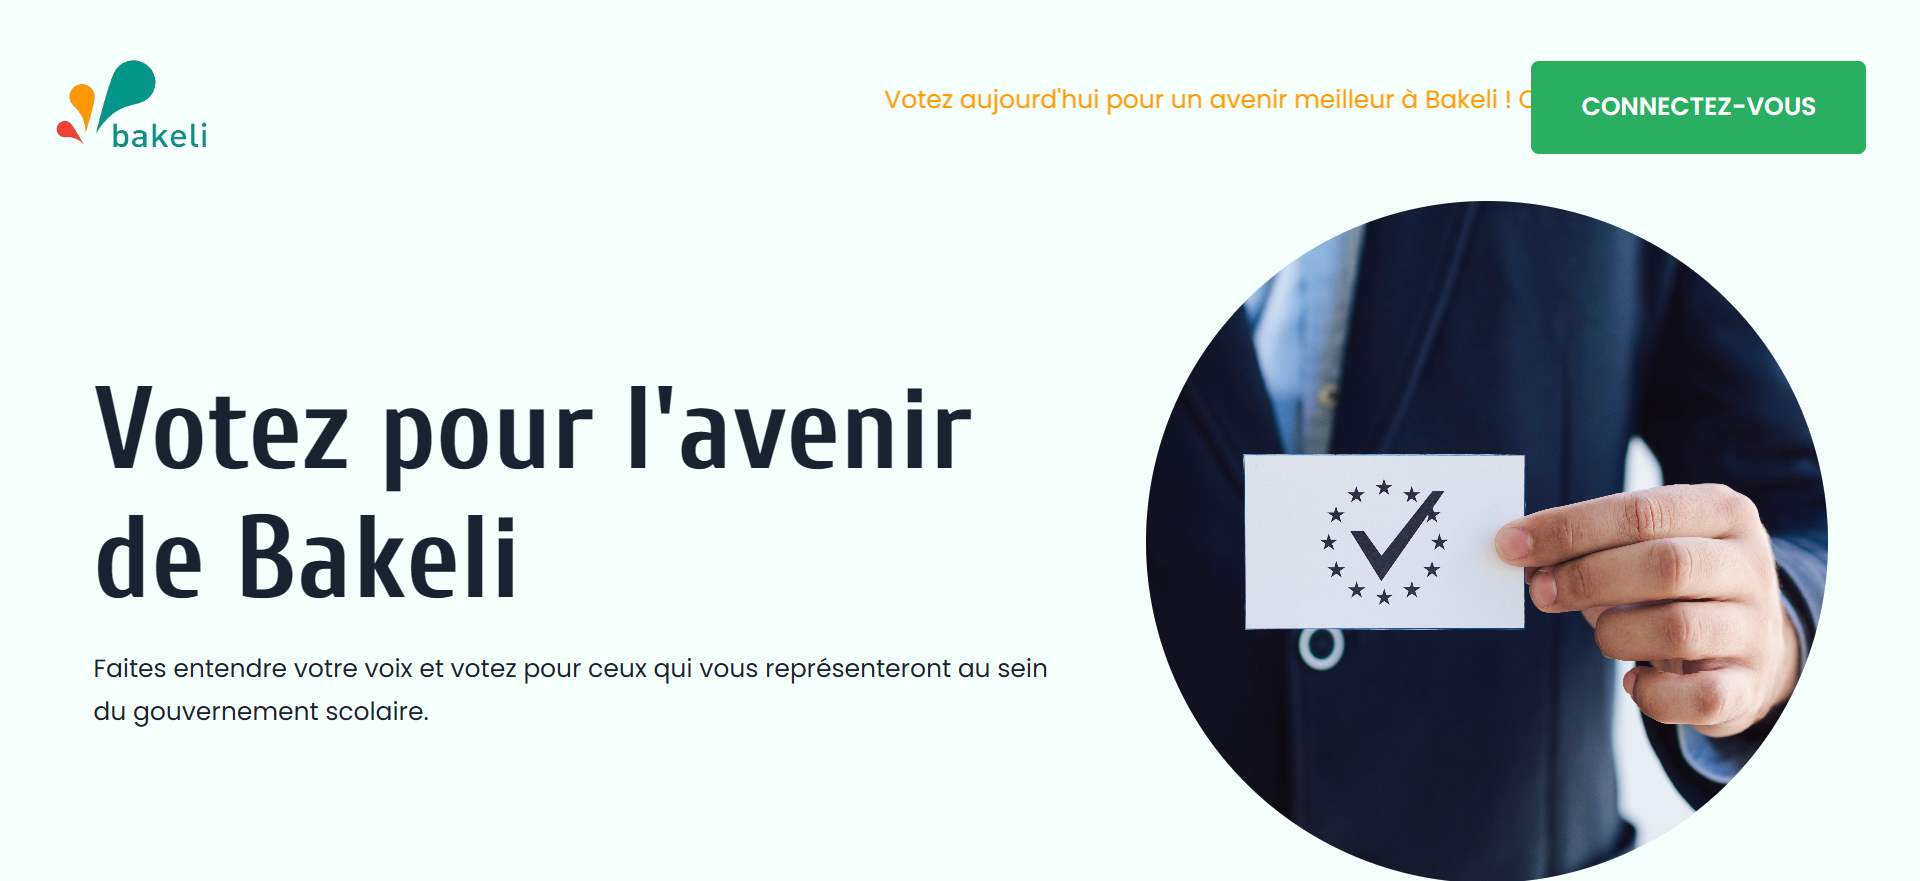 bakeli
Votez aujourd'hui pour un avenir meilleur à Bakeli !
CONNECTEZ-VOUS
Votez pour l'avenir
de Bakeli
Faites entendre votre voix et votez pour ceux qui vous représenteront au sein
du gouvernement scolaire.